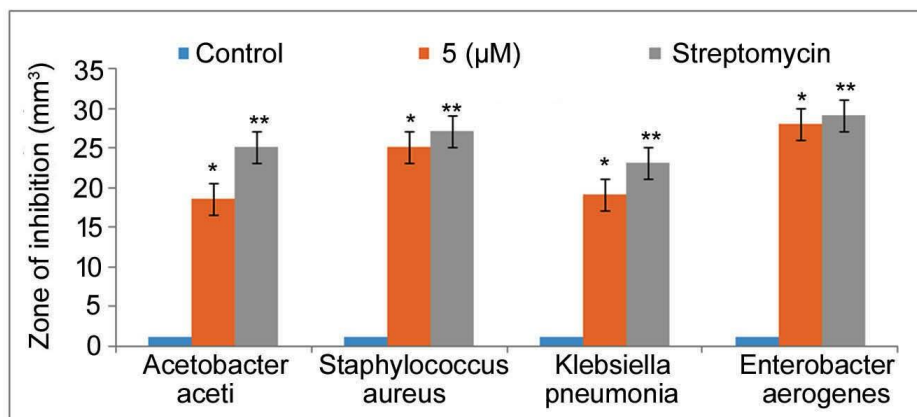 Control 5 (µM) Streptomycin
Zone of inhibition (mm³)
35
30
25
20
15
10
5
0
* ** * ** * ** * **
Acetobacter aceti
Staphylococcus aureus
Klebsiella pneumonia
Enterobacter aerogenes